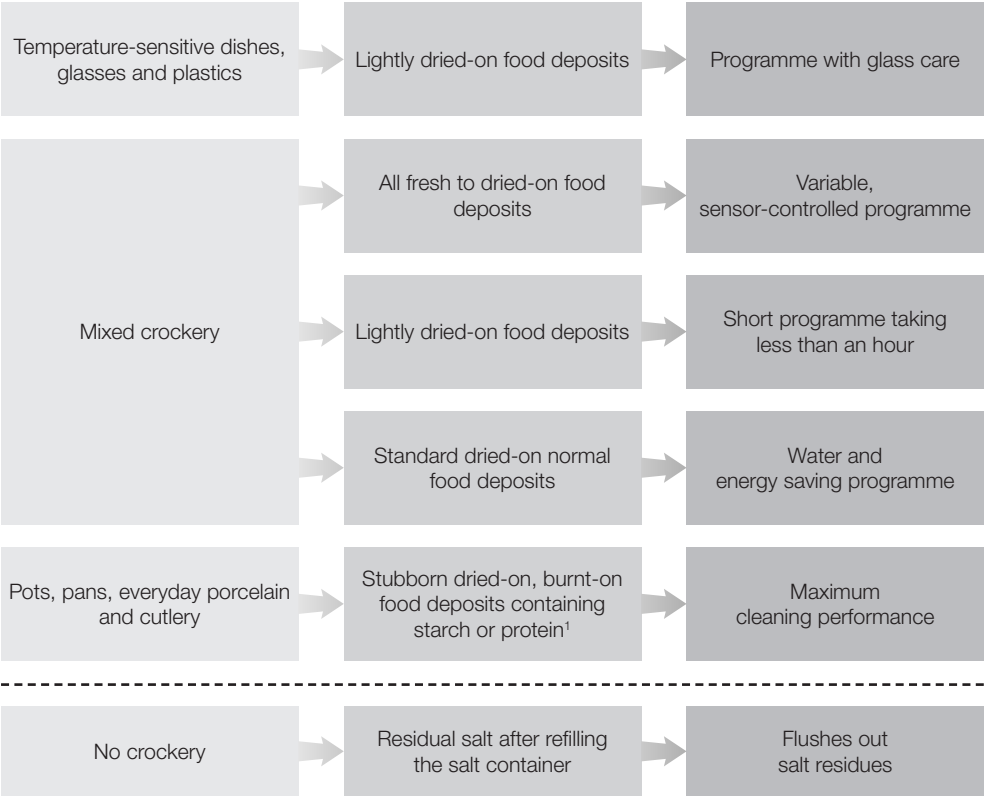 Temperature-sensitive dishes,
glasses and plastics
Lightly dried-on food deposits
Programme with glass care
Mixed crockery
All fresh to dried-on food
deposits
Variable,
sensor-controlled programme
Lightly dried-on food deposits
Short programme taking
less than an hour
Standard dried-on normal
food deposits
Water and
energy saving programme
Pots, pans, everyday porcelain
and cutlery
Stubborn dried-on, burnt-on
food deposits containing
starch or protein¹
Maximum
cleaning performance
No crockery
Residual salt after refilling
the salt container
Flushes out
salt residues